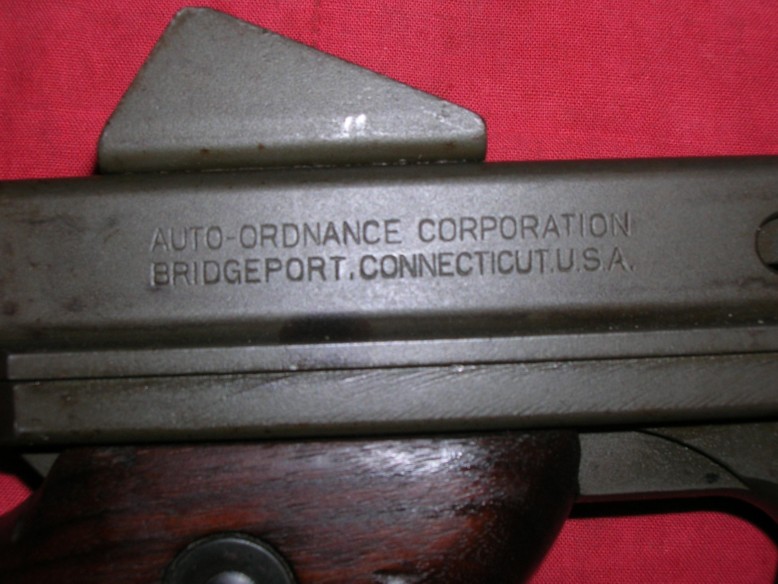 AUTO-ORDNANCE CORPORATION
BRIDGEPORT, CONNECTICUT.U.S.A.